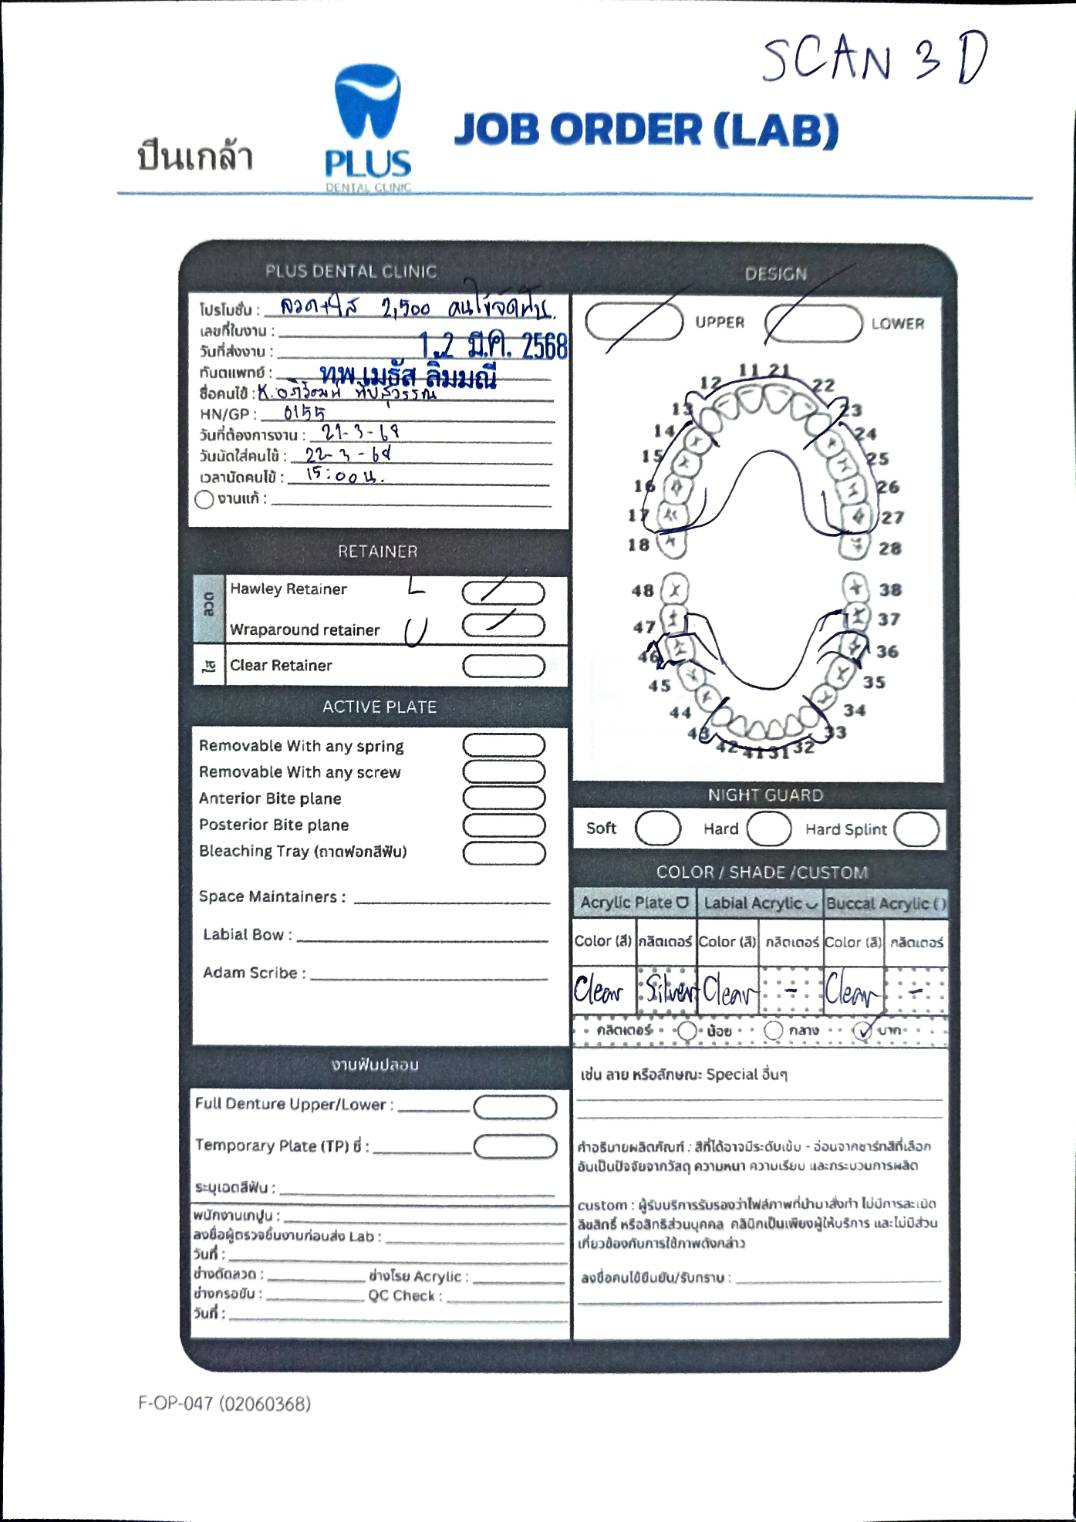 SCAN 3 D
ปิ่นเกล้า
PLUS
DENTAL CLINIC
JOB ORDER (LAB)
PLUS DENTAL CLINIC
โปรโมชั่น : ลวด+ใส 2,500 คนไข้จัดฟัน
เลขที่ใบงาน :
วันที่ส่งงาน : 12 มี.ค. 2568
ทันตแพทย์ : ทพ.เมธัส ลิ้มมณี
ชื่อคนไข้ : K.
HN/GP : 0155
วันที่ต้องการงาน : 21-3-68
วันนัดใส่คนไข้ : 22-3-68
เวลานัดคนไข้ : 15:00 น.
งานแก้ :
RETAINER
ลวด
Hawley Retainer L
Wraparound retainer U
ใส
Clear Retainer
ACTIVE PLATE
Removable With any spring
Removable With any screw
Anterior Bite plane
Posterior Bite plane
Bleaching Tray (ถาดฟอกสีฟัน)
Space Maintainers :
Labial Bow :
Adam Scribe :
งานฟันปลอม
Full Denture Upper/Lower :
Temporary Plate (TP) ซี่ :
ระบุเฉดสีฟัน :
พนักงานเทปูน :
ลงชื่อผู้ตรวจชิ้นงานก่อนส่ง Lab :
วันที่ :
ช่างดัดลวด : ช่างโรย Acrylic :
ช่างกรอขัน : QC Check :
วันที่ :
DESIGN
UPPER LOWER
11 21
12 22
13 23
14 24
15 25
16 26
17 27
18 28
48 38
47 37
46 36
45 35
44 34
43 33
42 41 31 32
NIGHT GUARD
Soft Hard Hard Splint
COLOR / SHADE /CUSTOM
Acrylic Plate Labial Acrylic Buccal Acrylic ()
Color (สี) กลิตเตอร์ Color (สี) กลิตเตอร์ Color (สี) กลิตเตอร์
Clear Silver Clear - Clear -
กลิตเตอร์ น้อย กลาง ✓ มาก
เช่น ลาย หรือลักษณะ Special อื่นๆ
คำอธิบายผลิตภัณฑ์ : สีที่ได้อาจมีระดับเข้ม - อ่อนจากชาร์ทสีที่เลือก
อันเป็นปัจจัยจากวัสดุ ความหนา ความเรียบ และกระบวนการผลิต
custom : ผู้รับบริการรับรองว่าไฟล์ภาพที่นำมาสั่งทำ ไม่มีการละเมิด
ลิขสิทธิ์ หรือสิทธิส่วนบุคคล คลินิกเป็นเพียงผู้ให้บริการ และไม่มีส่วน
เกี่ยวข้องกับการใช้ภาพดังกล่าว
ลงชื่อคนไข้ยืนยัน/รับทราบ :
F-OP-047 (02060368)